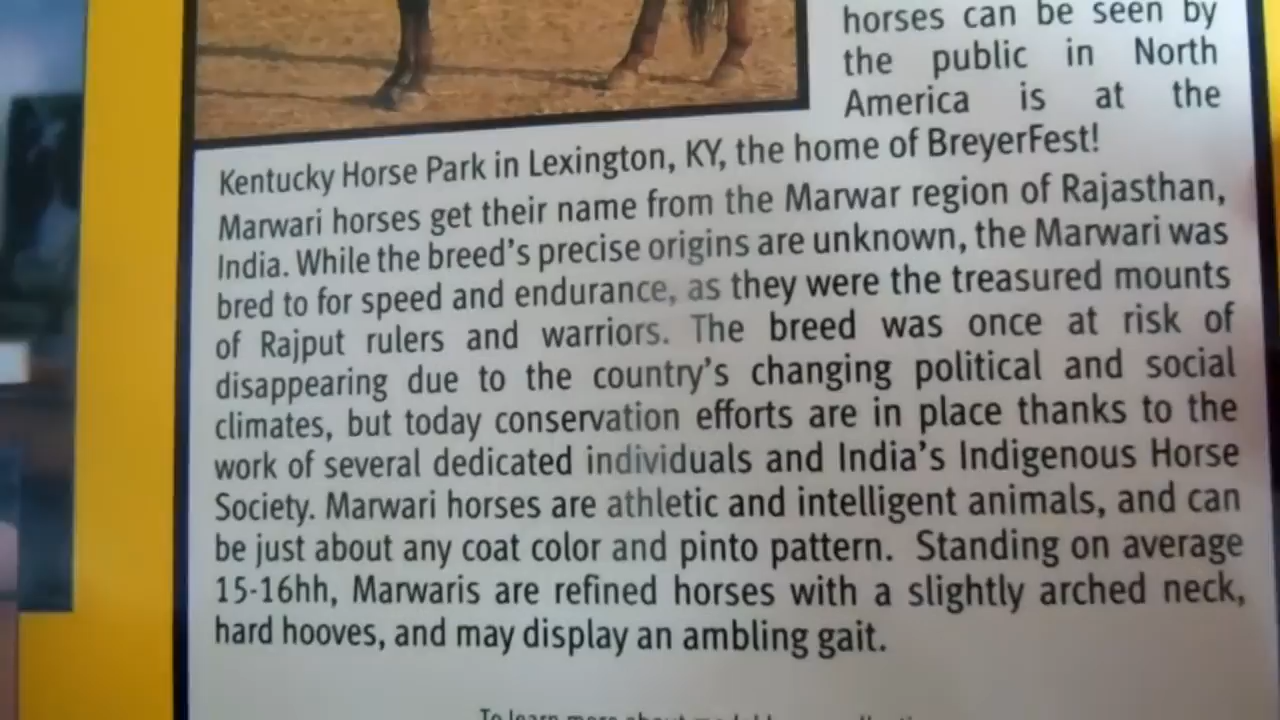 horses can be seen by
the public in North
America is at the
Kentucky Horse Park in Lexington, KY, the home of BreyerFest!
Marwari horses get their name from the Marwar region of Rajasthan,
India. While the breed's precise origins are unknown, the Marwari was
bred to for speed and endurance, as they were the treasured mounts
of Rajput rulers and warriors. The breed was once at risk of
disappearing due to the country's changing political and social
climates, but today conservation efforts are in place thanks to the
work of several dedicated individuals and India's Indigenous Horse
Society. Marwari horses are athletic and intelligent animals, and can
be just about any coat color and pinto pattern. Standing on average
15-16hh, Marwaris are refined horses with a slightly arched neck,
hard hooves, and may display an ambling gait.
To learn more about